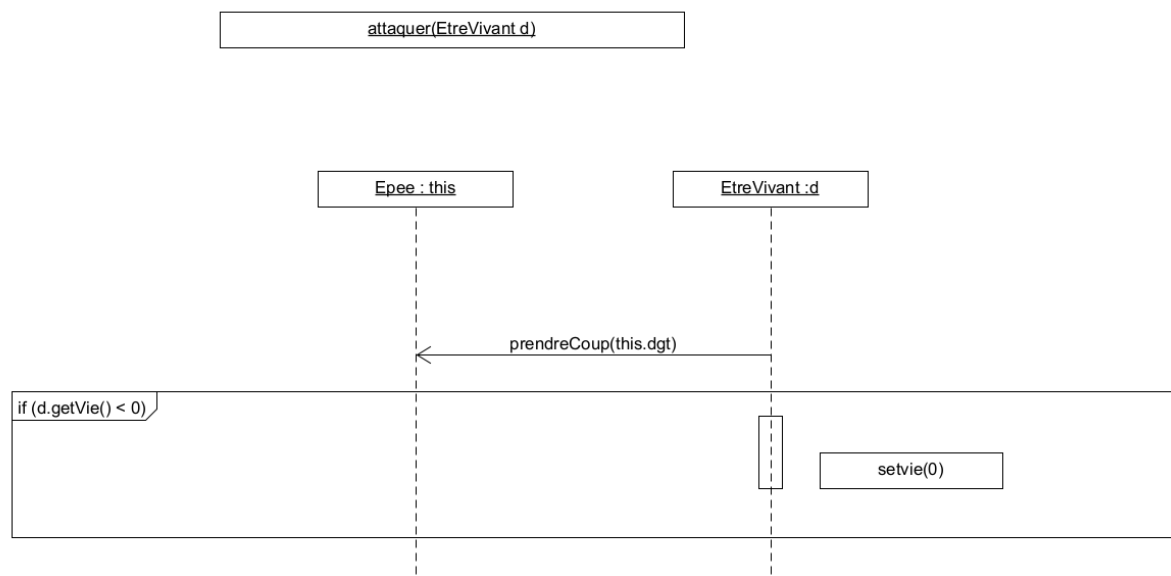 attaquer(EtreVivant d)
Epee : this
EtreVivant :d
prendreCoup(this.dgt)
if (d.getVie() < 0)
setvie(0)